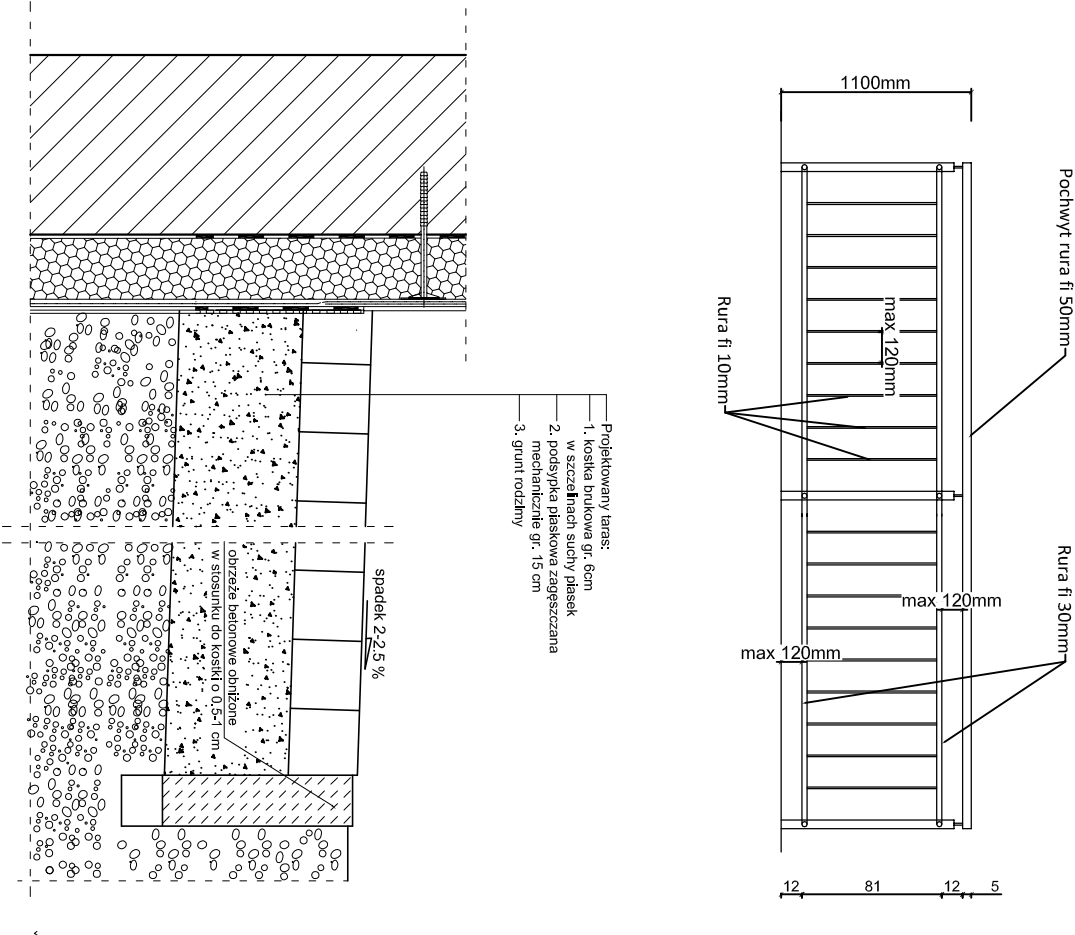 Projektowany taras:
1. kostka brukowa gr. 6cm
w szczelinach suchy piasek
2. podsypka piaskowa zagęszczana
mechanicznie gr. 15 cm
3. grunt rodzimy
spadek 2-2.5 %
obrzeże betonowe obniżone
w stosunku do kostki o 0,5-1 cm
1100mm
Pochwyt rura fi 50mm
Rura fi 10mm
max 120mm
Rura fi 30mm
max 120mm
max 120mm
12 81 12 5